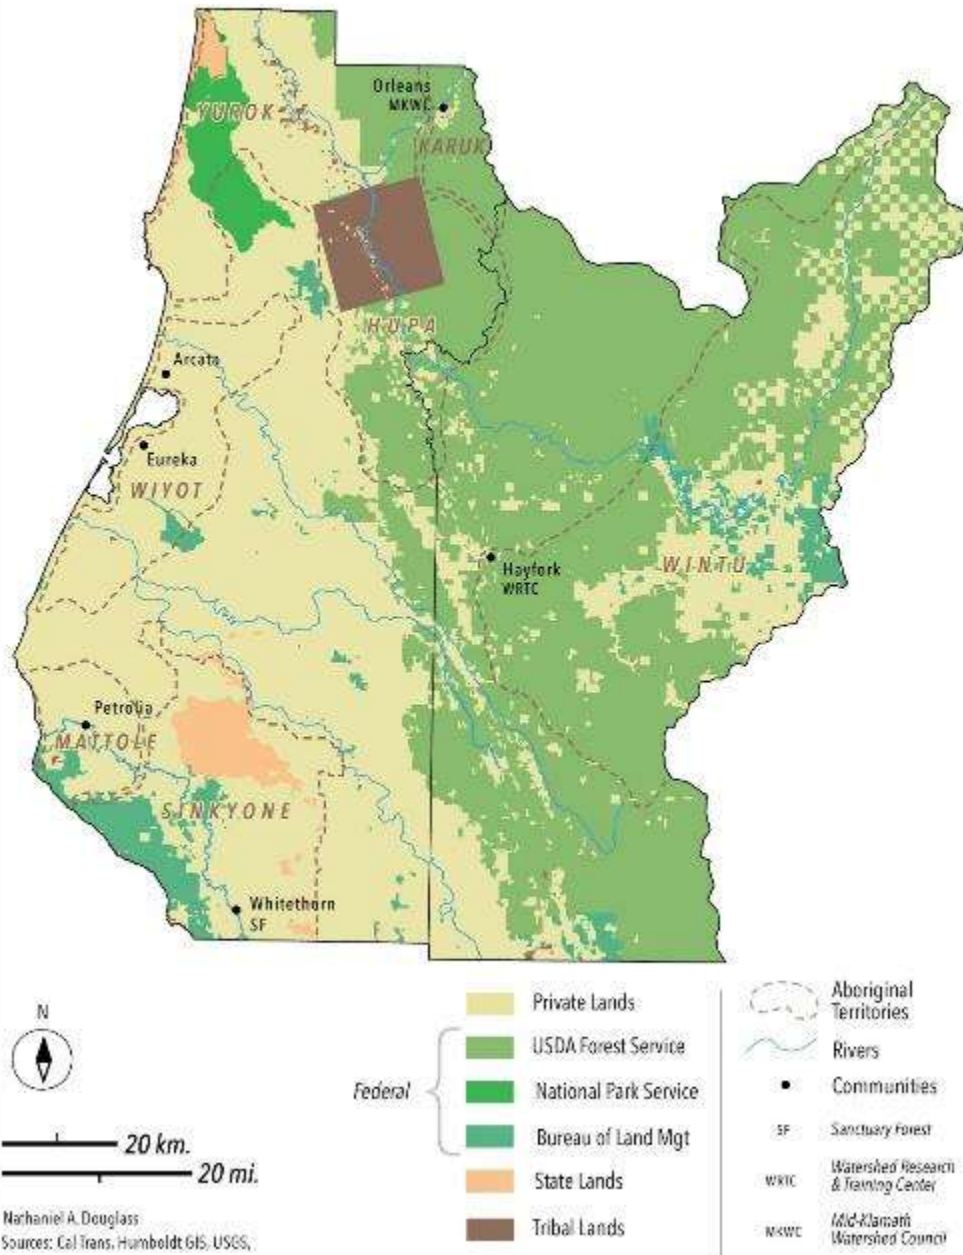 Orleans
MKWC
YUROK
KARUK
HUPA
Arcata
Eureka
WIYOT
Hayfork
WRTC
WINTU
Petrolia
MATTOLE
SINKYONE
Whitethorn
SF
N
20 km.
20 mi.
Nathaniel A. Douglass
Sources: CalTrans, Humboldt GIS, USGS,
Federal
Private Lands
USDA Forest Service
National Park Service
Bureau of Land Mgt
State Lands
Tribal Lands
Aboriginal
Territories
Rivers
Communities
SF Sanctuary Forest
WRTC Watershed Research
& Training Center
MKWC Mid-Klamath
Watershed Council